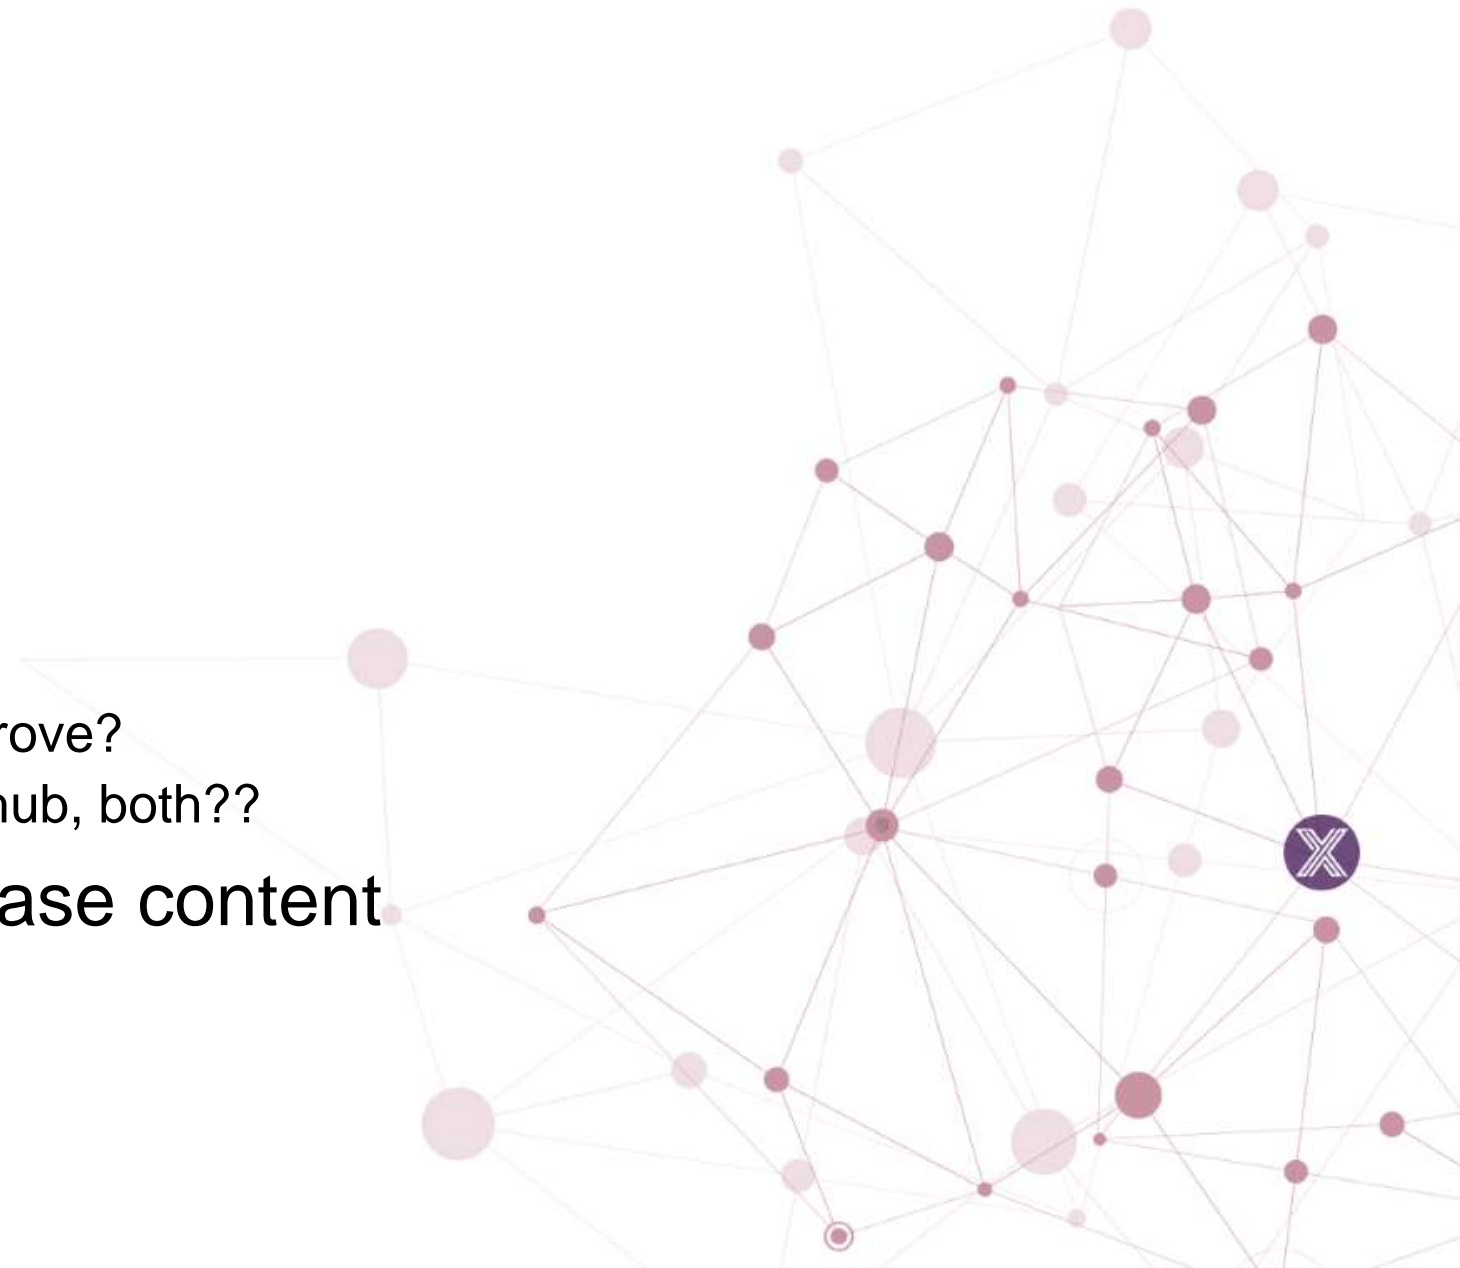 rove?
hub, both??
ase content